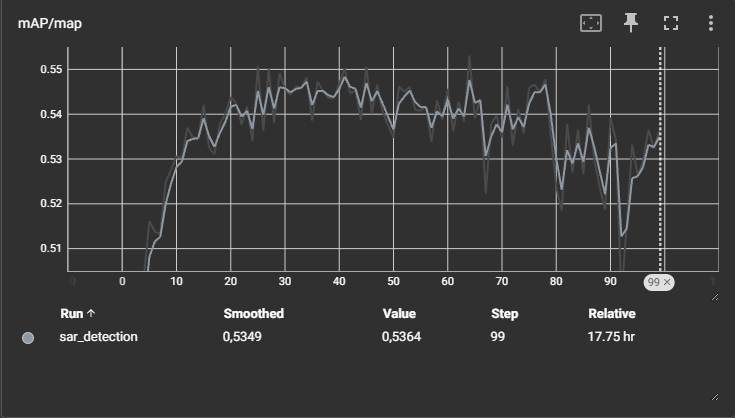 mAP/map
0.55
0.54
0.53
0.52
0.51
0 0 10 20 30 40 50 60 70 80 90 99 × 1
Run ↑ Smoothed Value Step Relative
sar_detection 0,5349 0,5364 99 17.75 hr